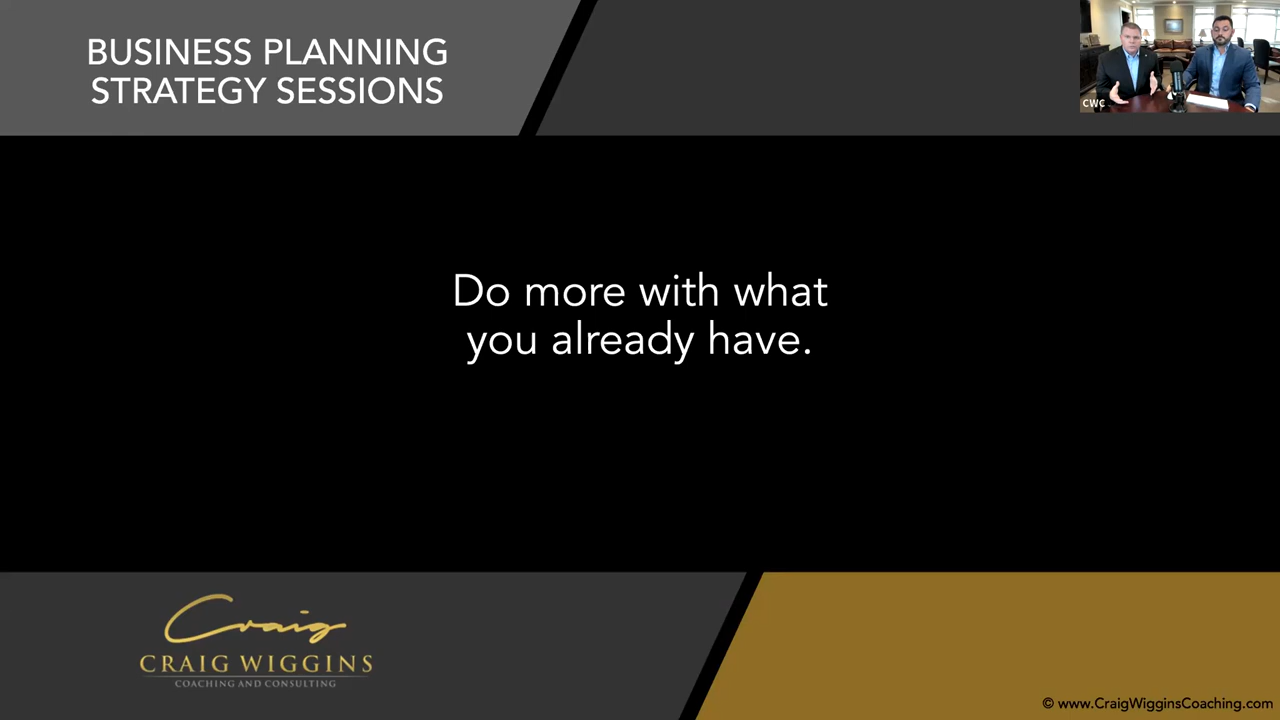 BUSINESS PLANNING
STRATEGY SESSIONS
CWC
Do more with what
you already have.
Craig
CRAIG WIGGINS
COACHING AND CONSULTING
© www.CraigWigginsCoaching.com